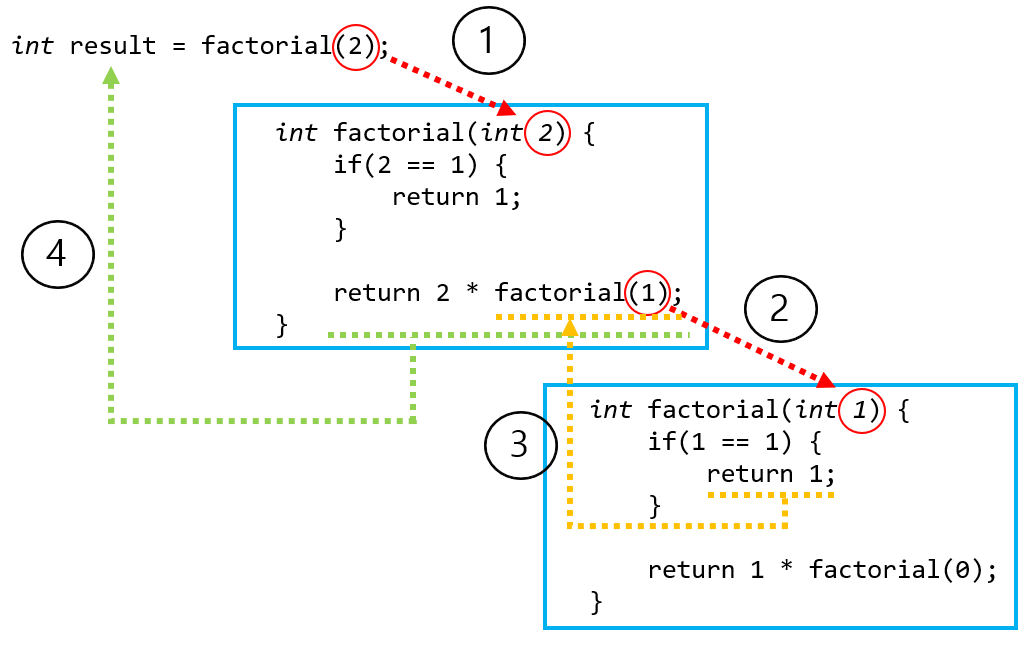 int result = factorial(2);
1
int factorial(int 2) {
if(2 == 1) {
return 1;
}
4
return 2 * factorial(1);
2
}
int factorial(int 1) {
3
if(1 == 1) {
return 1;
}
return 1 * factorial(0);
}